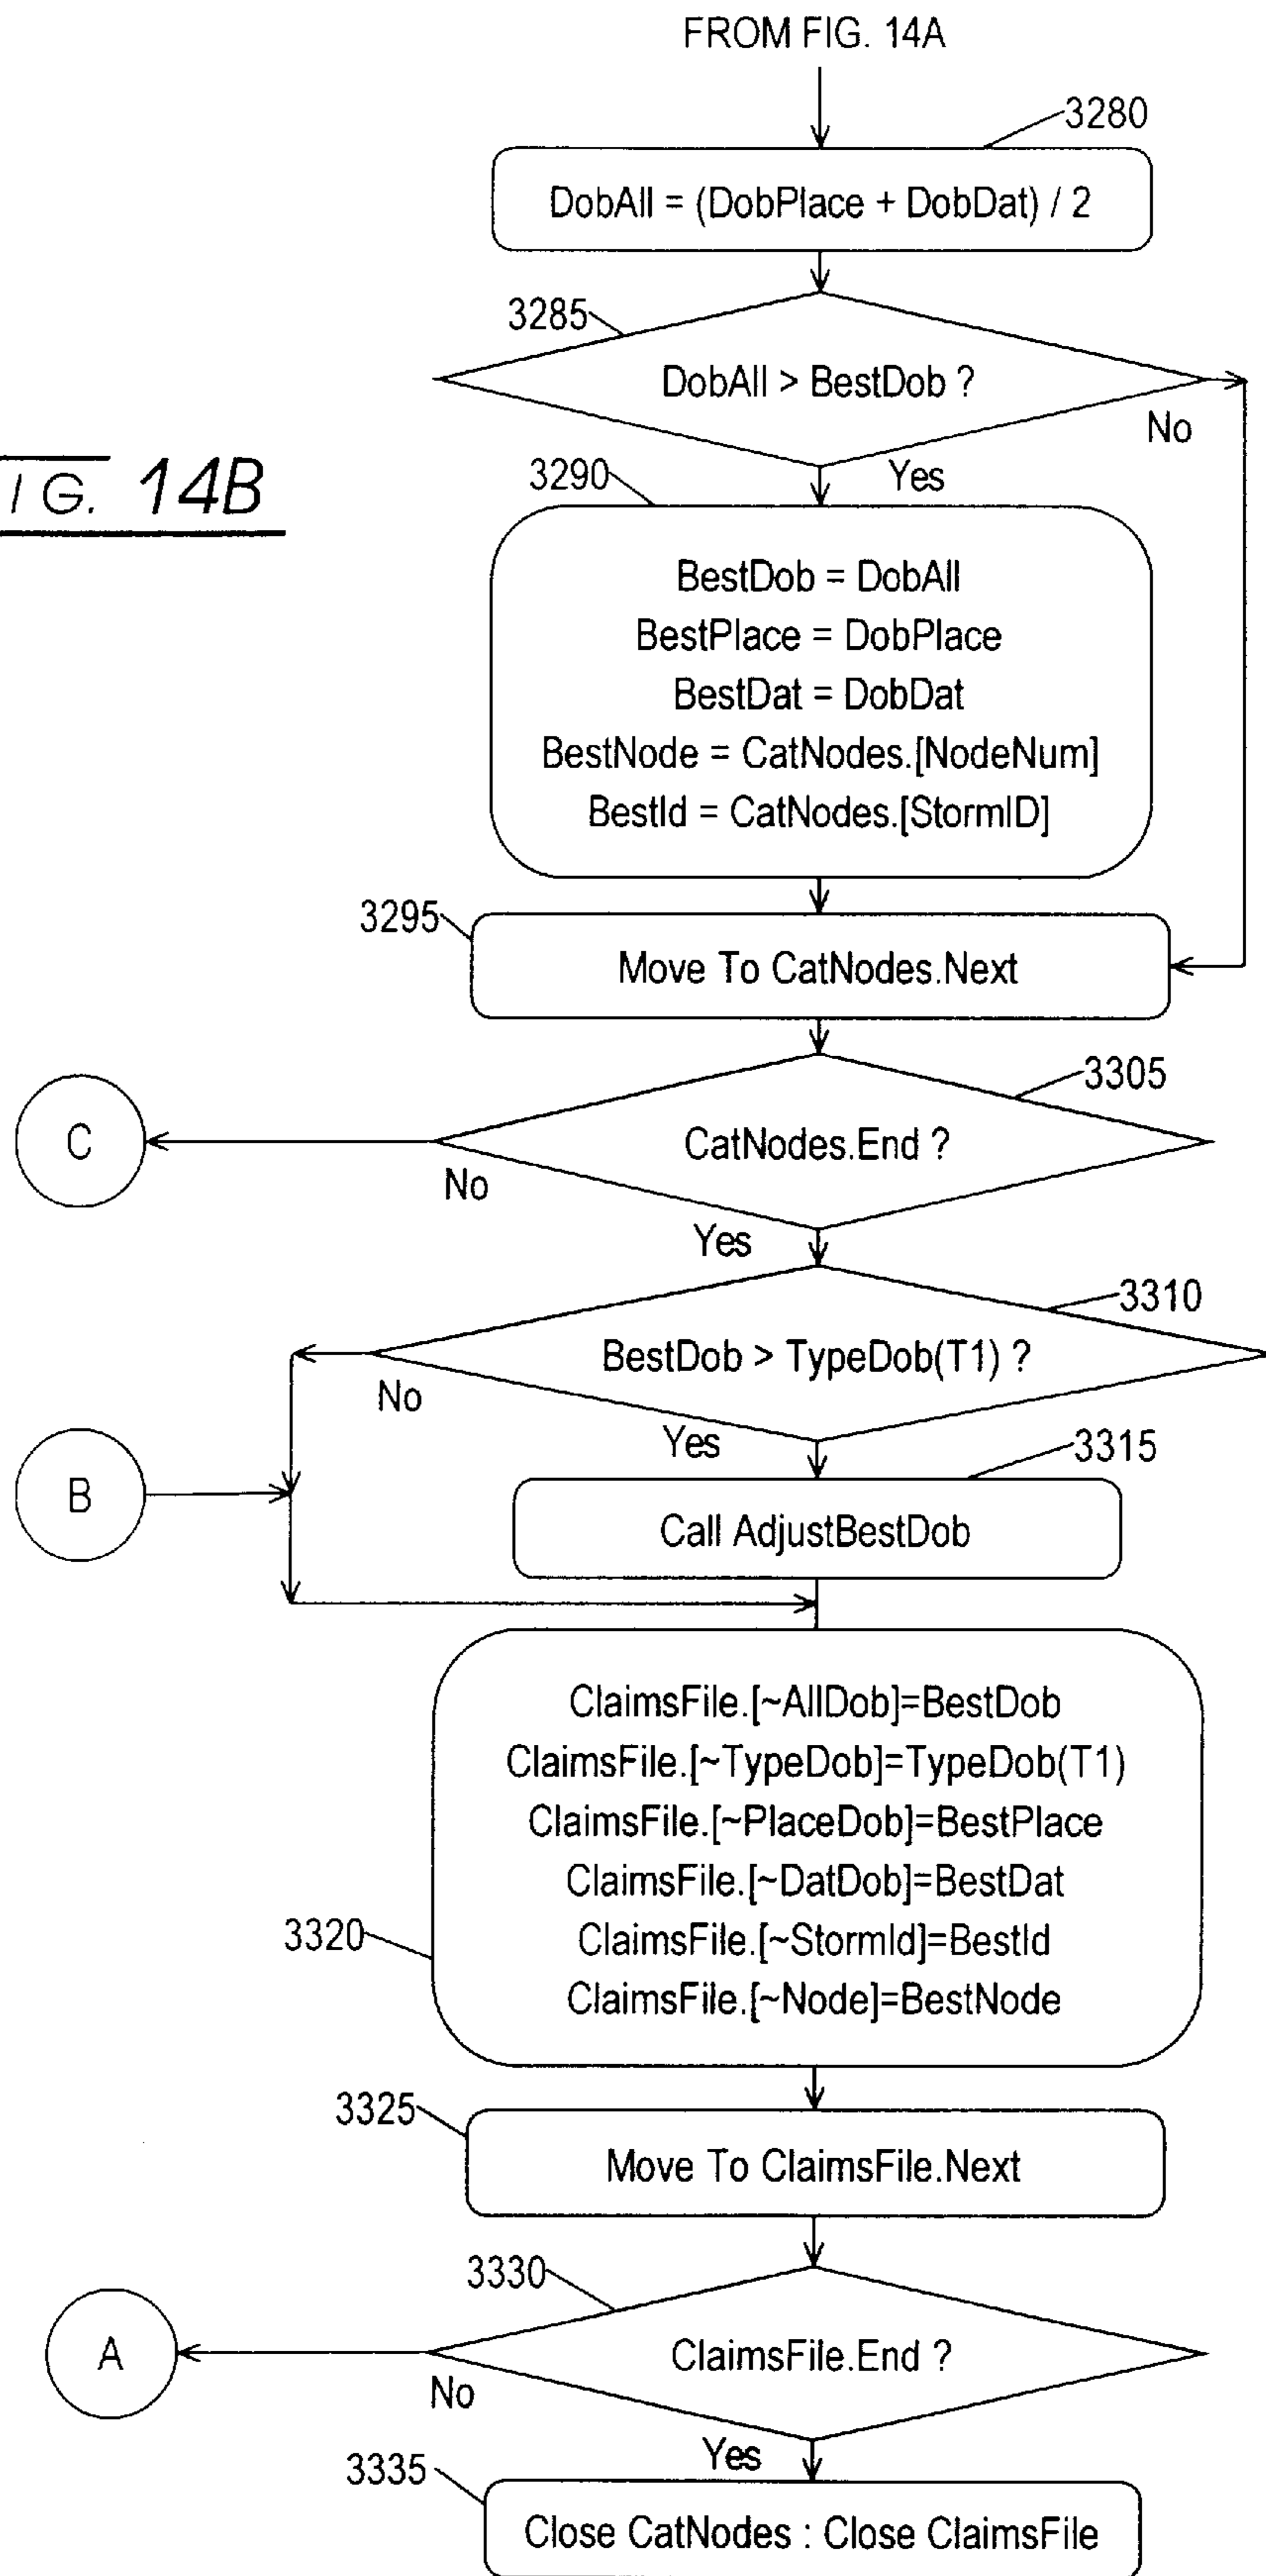 FROM FIG. 14A
3280
DobAll = (DobPlace + DobDat) / 2
3285
DobAll > BestDob ?
No
Yes
IG. 14B
3290
BestDob = DobAll
BestPlace = DobPlace
BestDat = DobDat
BestNode = CatNodes.[NodeNum]
BestId = CatNodes.[StormID]
3295
Move To CatNodes.Next
3305
C
CatNodes.End ?
No
Yes
3310
BestDob > TypeDob(T1) ?
No
Yes
3315
B
Call AdjustBestDob
ClaimsFile.[~AllDob]=BestDob
ClaimsFile.[~TypeDob]=TypeDob(T1)
ClaimsFile.[~PlaceDob]=BestPlace
ClaimsFile.[~DatDob]=BestDat
3320
ClaimsFile.[~StormId]=BestId
ClaimsFile.[~Node]=BestNode
3325
Move To ClaimsFile.Next
3330
A
ClaimsFile.End ?
No
Yes
3335
Close CatNodes : Close ClaimsFile